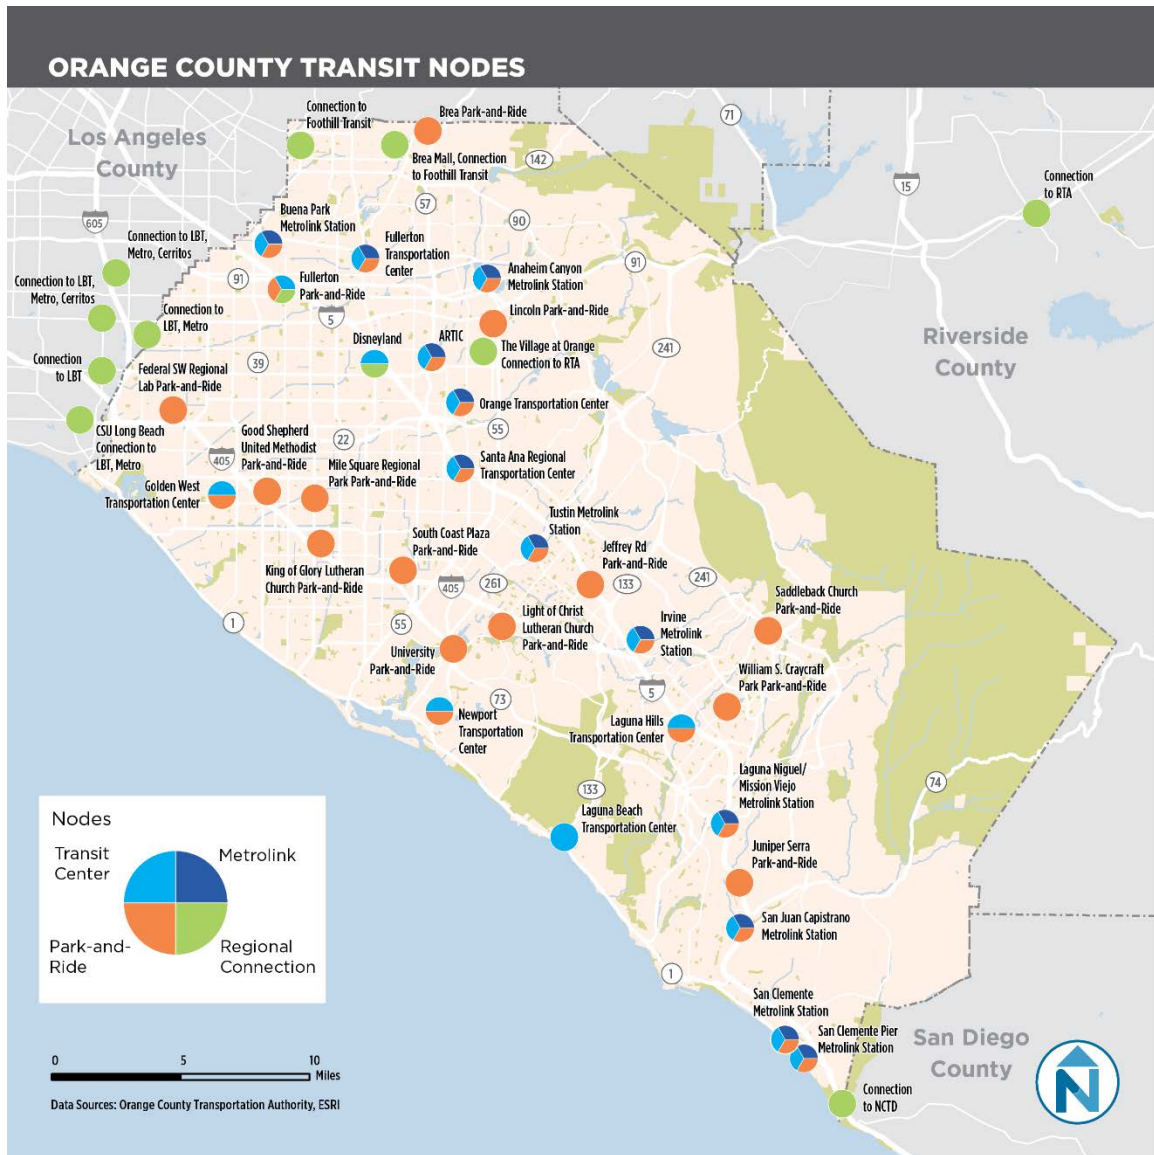 ORANGE COUNTY TRANSIT NODES
Los Angeles
County
Connection to
Foothill Transit
Brea Park-and-Ride
Brea Mall, Connection
to Foothill Transit
142
71
15
Connection
to RTA
605
57
90
91
Buena Park
Metrolink Station
Fullerton
Transportation
Center
Connection to LBT,
Metro, Cerritos
Connection to LBT,
Metro, Cerritos
91
Fullerton
Park-and-Ride
Anaheim Canyon
Metrolink Station
Lincoln Park-and-Ride
Connection to
LBT, Metro
5
Disneyland
ARTIC
The Village at Orange
Connection to RTA
241
Riverside
County
Connection
to LBT
39
Federal SW Regional
Lab Park-and-Ride
Orange Transportation Center
CSU Long Beach
Connection to
LBT, Metro
Good Shepherd
United Methodist
Park-and-Ride
22
55
405
Mile Square Regional
Park Park-and-Ride
Santa Ana Regional
Transportation Center
Golden West
Transportation Center
Tustin Metrolink
Station
South Coast Plaza
Park-and-Ride
Jeffrey Rd
Park-and-Ride
King of Glory Lutheran
Church Park-and-Ride
405
261
133
241
Saddleback Church
Park-and-Ride
1
55
Light of Christ
Lutheran Church
Park-and-Ride
Irvine
Metrolink
Station
University
Park-and-Ride
William S. Craycraft
Park Park-and-Ride
5
73
Newport
Transportation
Center
Laguna Hills
Transportation Center
Laguna Niguel/
Mission Viejo
Metrolink Station
74
133
Laguna Beach
Transportation Center
Juniper Serra
Park-and-Ride
San Juan Capistrano
Metrolink Station
1
San Clemente
Metrolink Station
San Clemente Pier
Metrolink Station
San Diego
County
Connection
to NCTD
N
Nodes
Transit
Center
Metrolink
Park-and-
Ride
Regional
Connection
0 5 10
Miles
Data Sources: Orange County Transportation Authority, ESRI